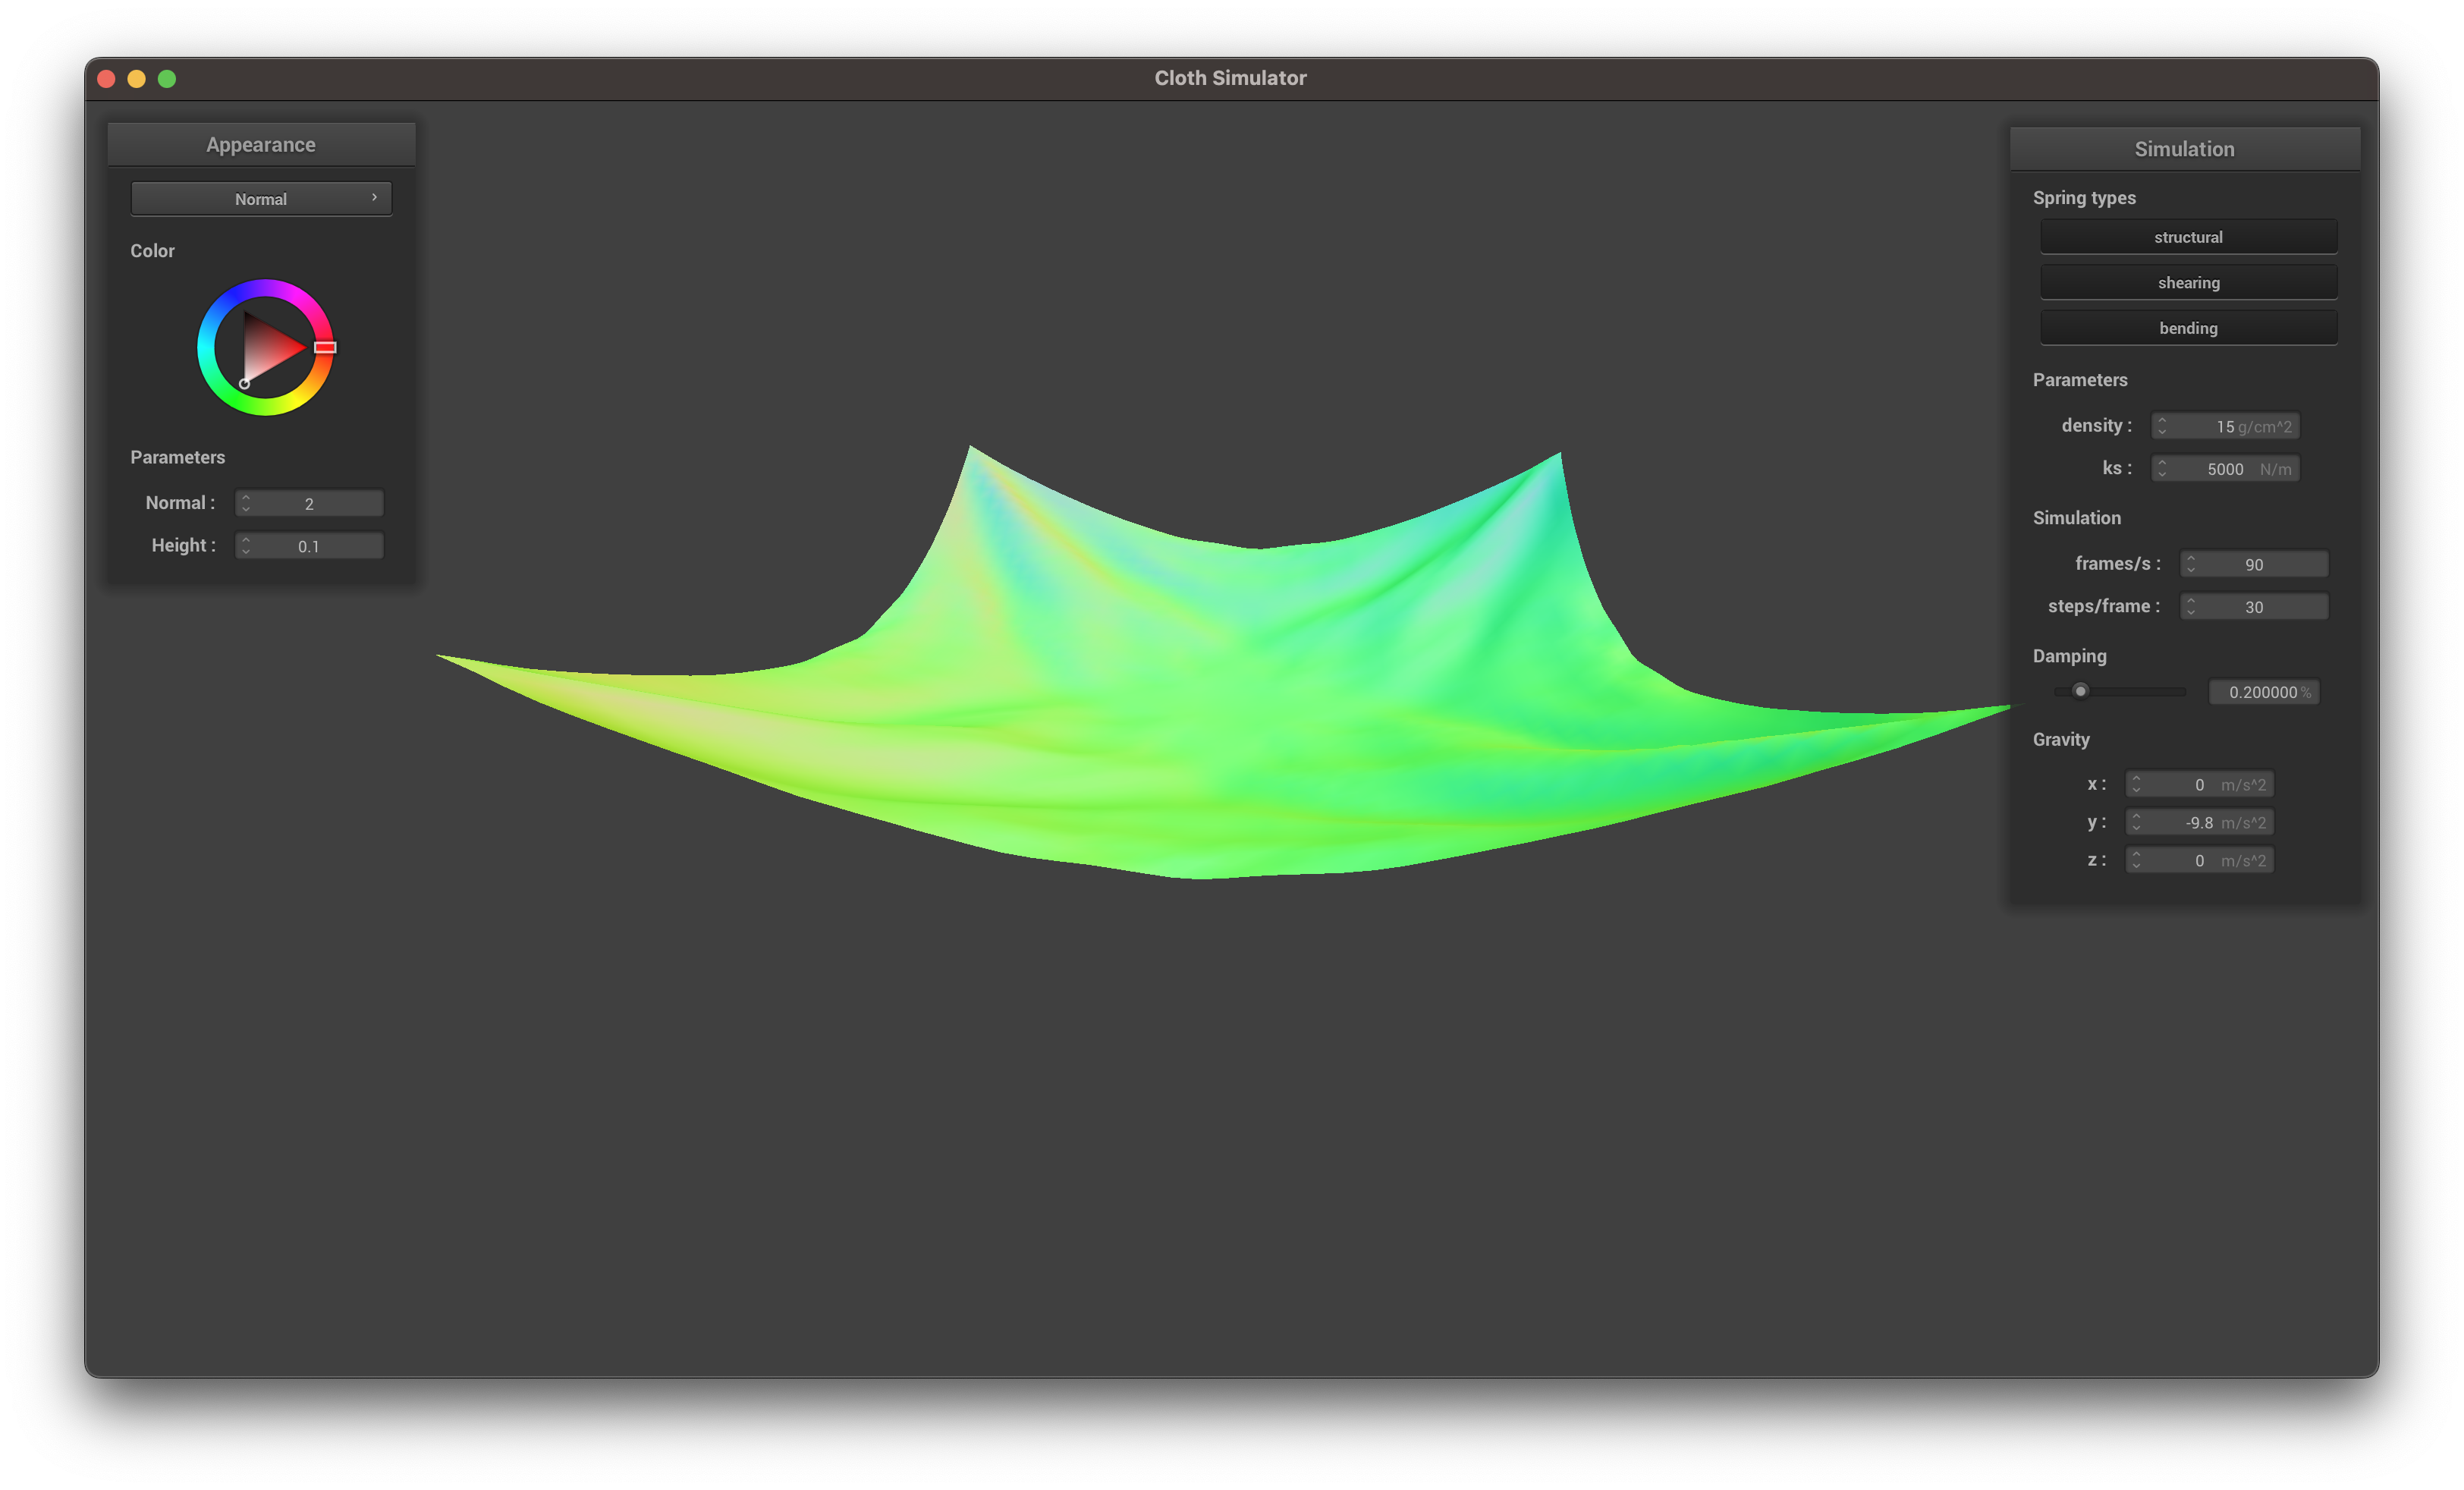 Cloth Simulator
Appearance
Normal
Color
Parameters
Normal : 2
Height : 0.1
Simulation
Spring types
structural
shearing
bending
Parameters
density : 15 g/cm^2
ks : 5000 N/m
Simulation
frames/s : 90
steps/frame : 30
Damping
0.200000 %
Gravity
x : 0 m/s^2
y : -9.8 m/s^2
z : 0 m/s^2